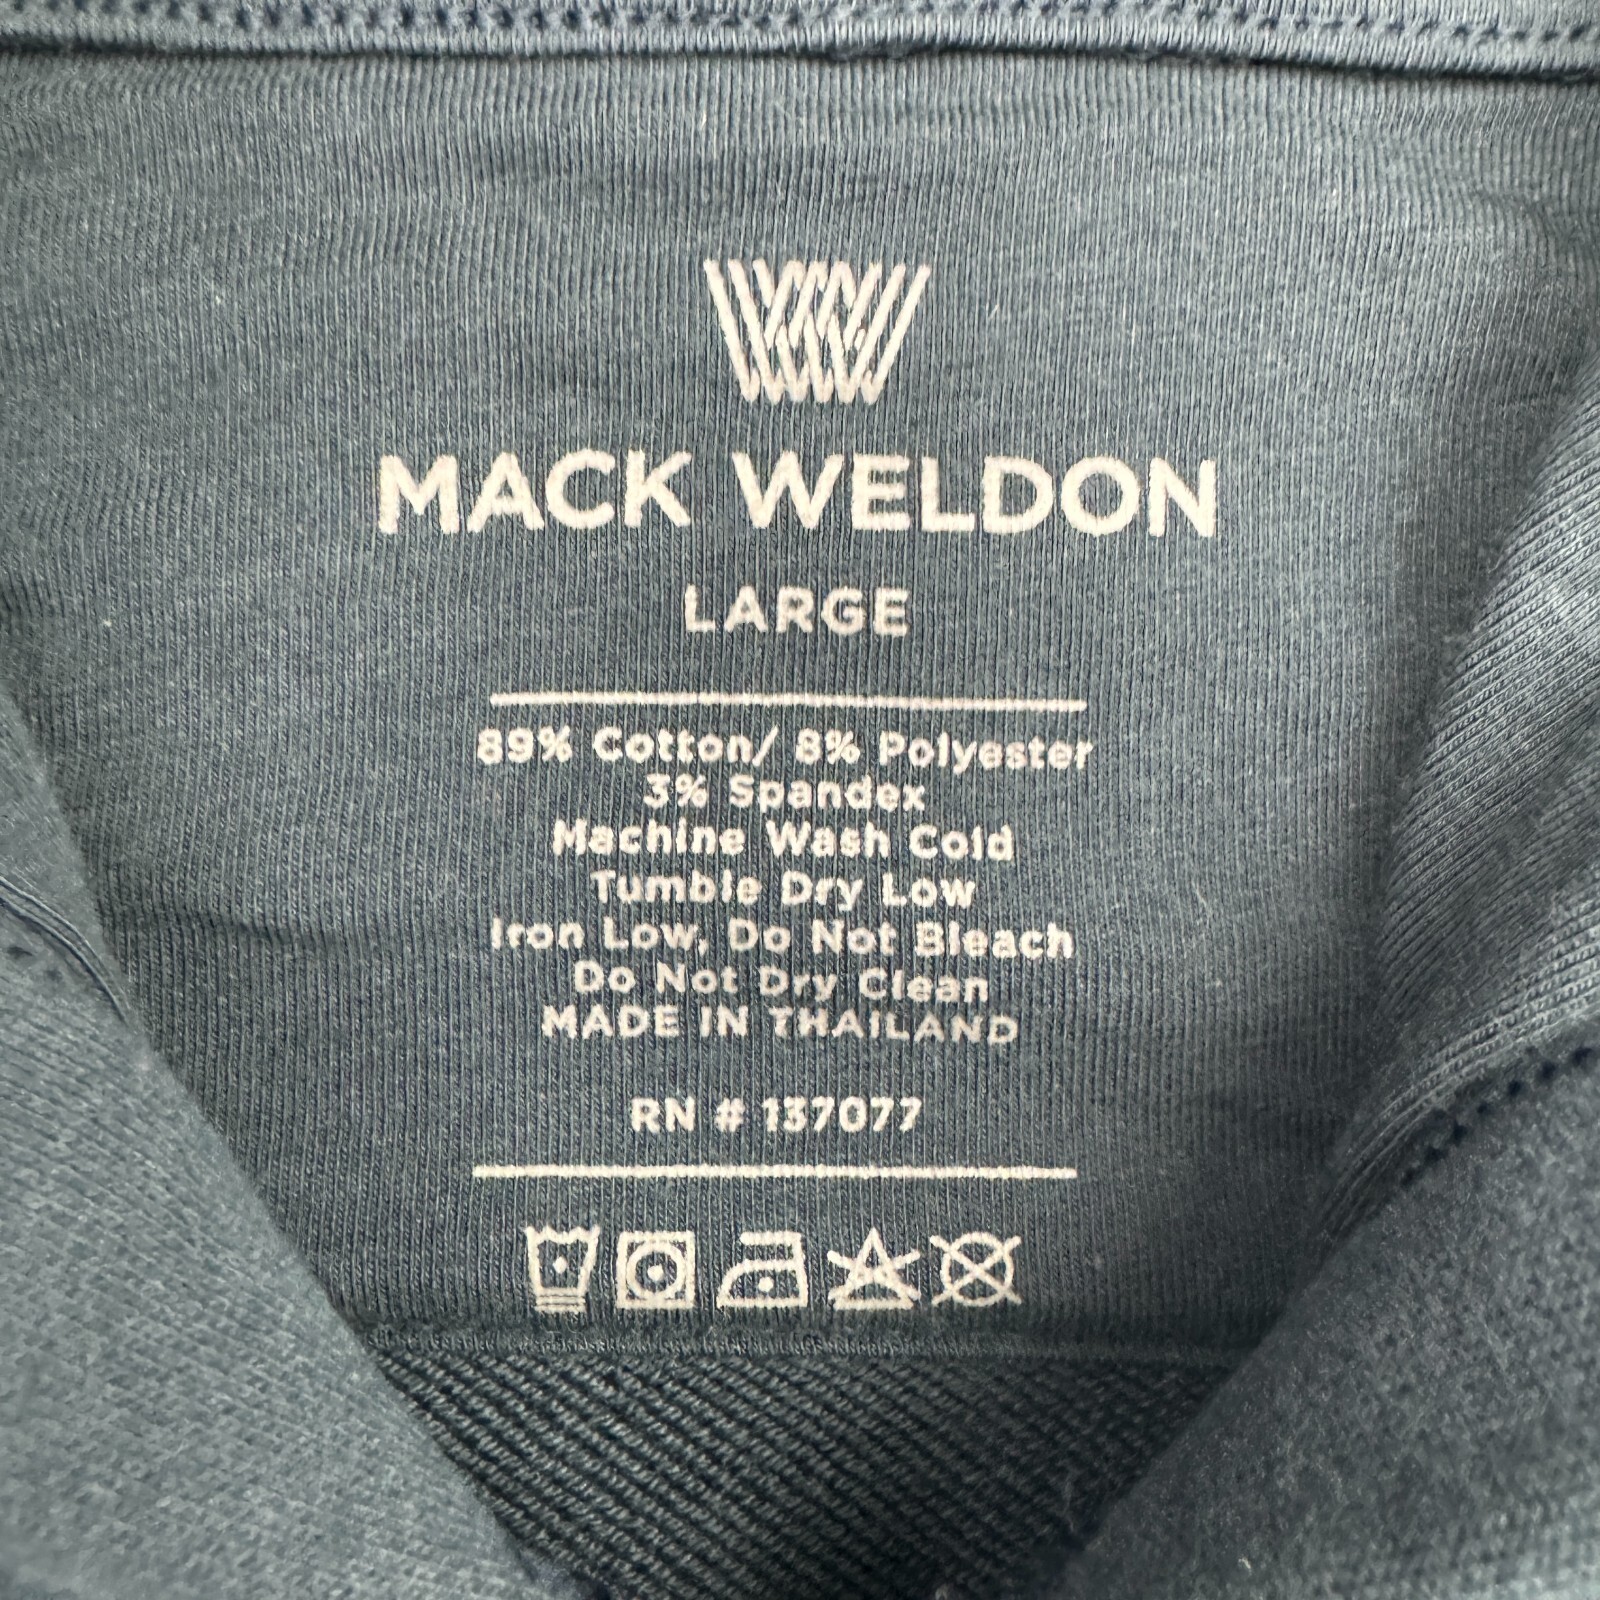 MACK WELDON
LARGE
89% Cotton/ 8% Polyester
3% Spandex
Machine Wash Cold
Tumble Dry Low
Iron Low, Do Not Bleach
Do Not Dry Clean
MADE IN THAILAND
RN # 137077